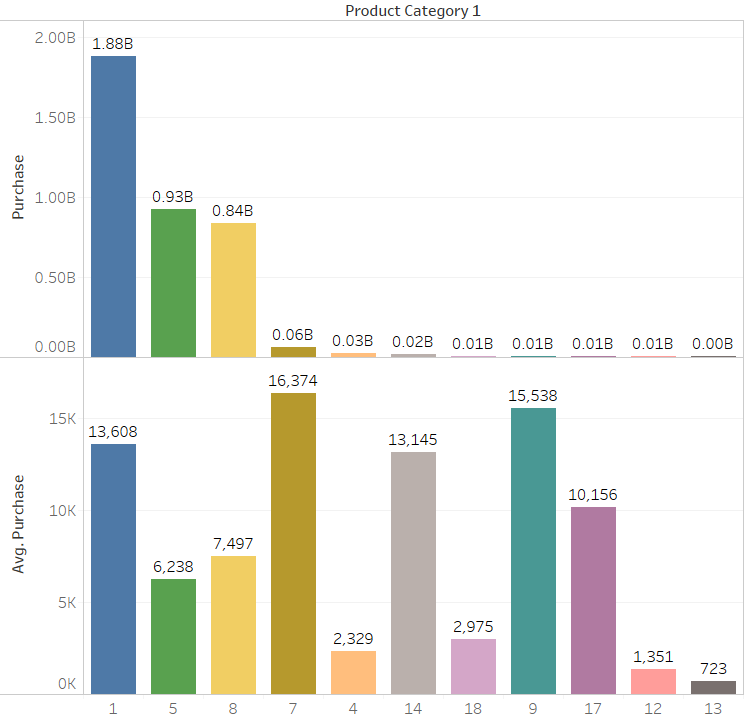 Product Category 1
2.00B
1.50B
1.00B
0.50B
0.00B
Purchase
1.88B
0.93B
0.84B
0.06B
0.03B
0.02B
0.01B
0.01B
0.01B
0.01B
0.00B
15K
10K
5K
0K
Avg. Purchase
13,608
6,238
7,497
16,374
2,329
13,145
2,975
15,538
10,156
1,351
723
1 5 8 7 4 14 18 9 17 12 13